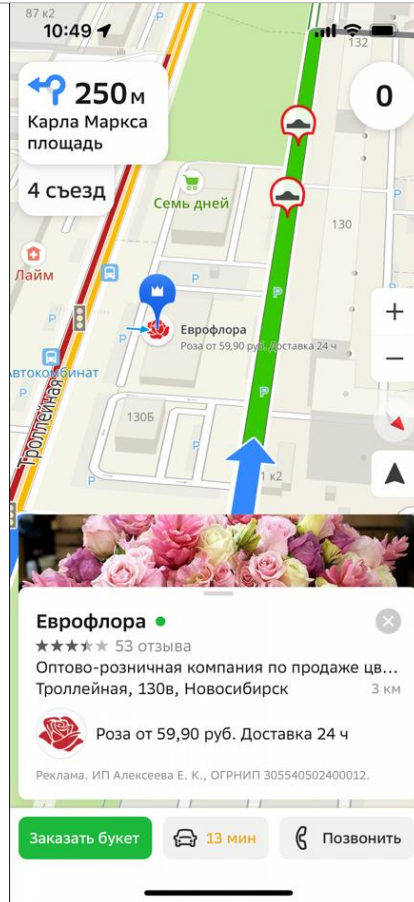 87 к2
10:49
132
250 м
Карла Маркса
площадь
0
4 съезд
Семь дней
130
Лайм
P
P
P
P
P
P
P
P
Еврофлора
Роза от 59,90 руб. Доставка 24 ч
Автокомбинат
Троллейная
130Б
1 к2
Еврофлора
53 отзыва
Оптово-розничная компания по продаже цв...
Троллейная, 130в, Новосибирск
3 км
Роза от 59,90 руб. Доставка 24 ч
Реклама. ИП Алексеева Е. К., ОГРНИП 305540502400012.
Заказать букет
13 мин
Позвонить